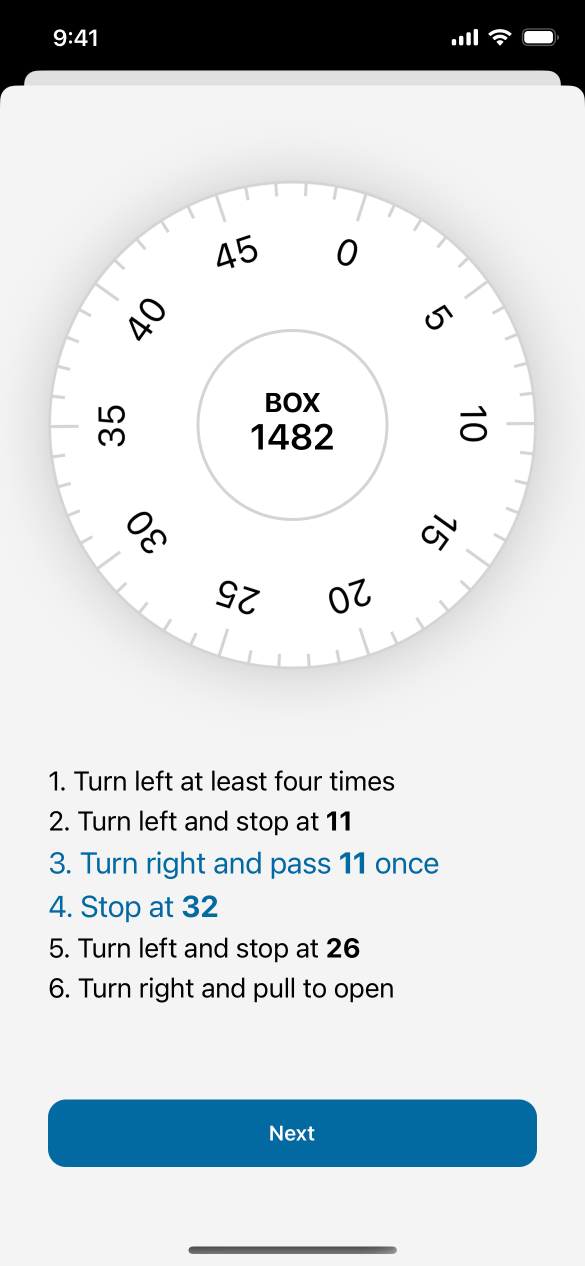 9:41
45
0
40
5
35
10
30
15
25
20
BOX
1482
1. Turn left at least four times
2. Turn left and stop at 11
3. Turn right and pass 11 once
4. Stop at 32
5. Turn left and stop at 26
6. Turn right and pull to open
Next